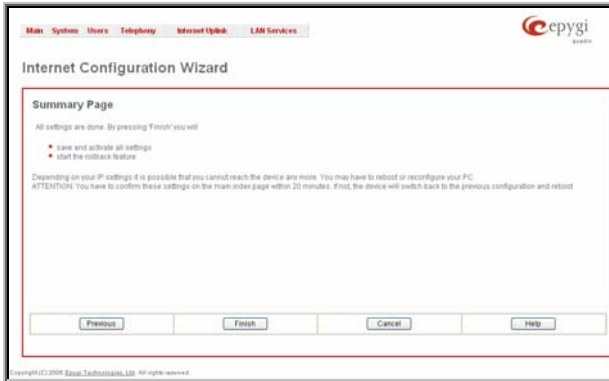 Main System Users Telephony Internet Uplink LAN Services
epygi
quadro
Internet Configuration Wizard
Summary Page
All settings are done. By pressing 'Finish' you will
save and activate all settings
start the rollback feature
Depending on your IP settings it is possible that you cannot reach the device any more. You may have to reboot or reconfigure your PC.
ATTENTION: You have to confirm these settings on the main index page within 20 minutes. If not, the device will switch back to the previous configuration and reboot
Previous Finish Cancel Help
Copyright (C) 2006 Epygi Technologies, Ltd. All rights reserved